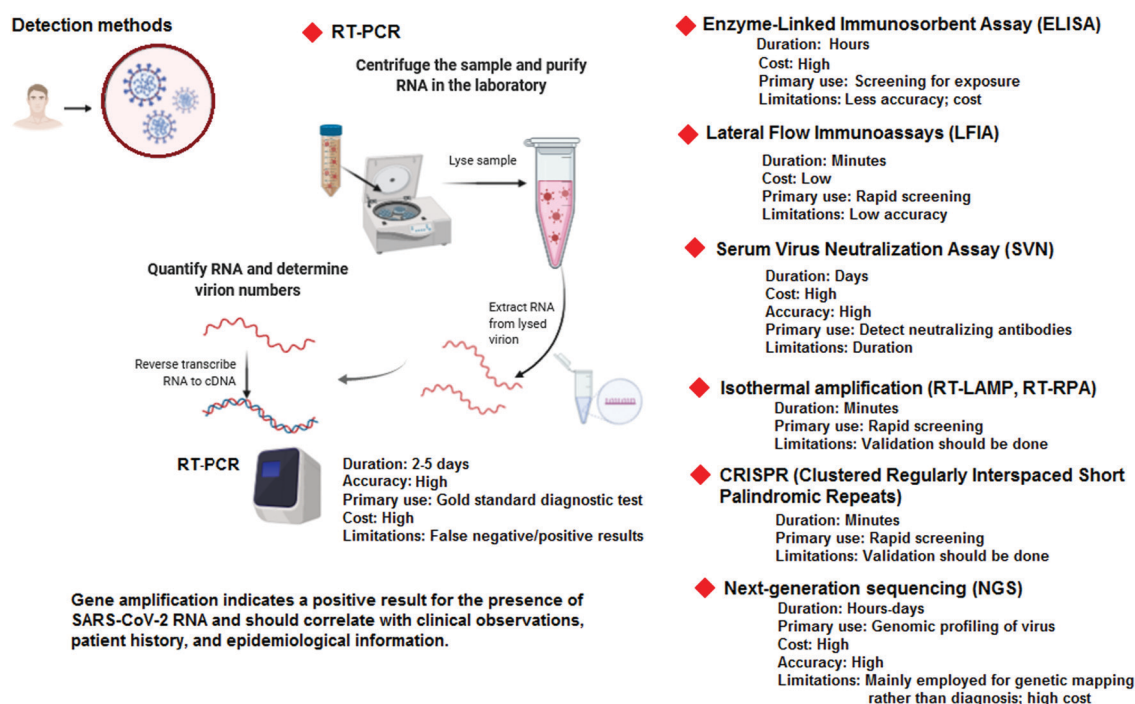 Detection methods
RT-PCR
Centrifuge the sample and purify
RNA in the laboratory
Lyse sample
Quantify RNA and determine
virion numbers
Extract RNA
from lysed
virion
Reverse transcribe
RNA to cDNA
RT-PCR
Duration: 2-5 days
Accuracy: High
Primary use: Gold standard diagnostic test
Cost: High
Limitations: False negative/positive results
Gene amplification indicates a positive result for the presence of
SARS-CoV-2 RNA and should correlate with clinical observations,
patient history, and epidemiological information.
Enzyme-Linked Immunosorbent Assay (ELISA)
Duration: Hours
Cost: High
Primary use: Screening for exposure
Limitations: Less accuracy; cost
Lateral Flow Immunoassays (LFIA)
Duration: Minutes
Cost: Low
Primary use: Rapid screening
Limitations: Low accuracy
Serum Virus Neutralization Assay (SVN)
Duration: Days
Cost: High
Accuracy: High
Primary use: Detect neutralizing antibodies
Limitations: Duration
Isothermal amplification (RT-LAMP, RT-RPA)
Duration: Minutes
Primary use: Rapid screening
Limitations: Validation should be done
CRISPR (Clustered Regularly Interspaced Short
Palindromic Repeats)
Duration: Minutes
Primary use: Rapid screening
Limitations: Validation should be done
Next-generation sequencing (NGS)
Duration: Hours-days
Primary use: Genomic profiling of virus
Cost: High
Accuracy: High
Limitations: Mainly employed for genetic mapping
rather than diagnosis; high cost